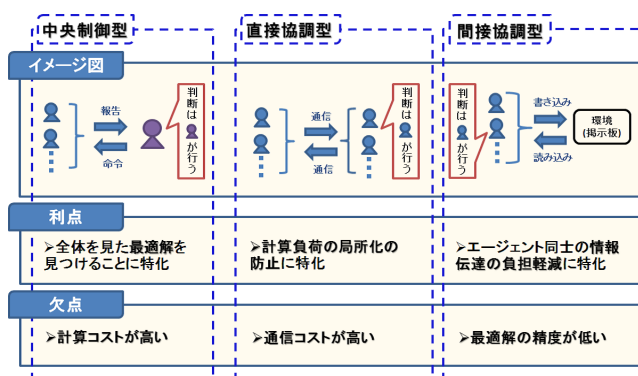 中央制御型
直接協調型
間接協調型
イメージ図
報告
命令
判断は
が行う
通信
通信
判断は
が行う
判断は
が行う
書き込み
読み込み
環境
(掲示板)
利点
➢全体を見た最適解を
見つけることに特化
➢計算負荷の局所化の
防止に特化
➢エージェント同士の情報
伝達の負担軽減に特化
欠点
➢計算コストが高い
➢通信コストが高い
➢最適解の精度が低い